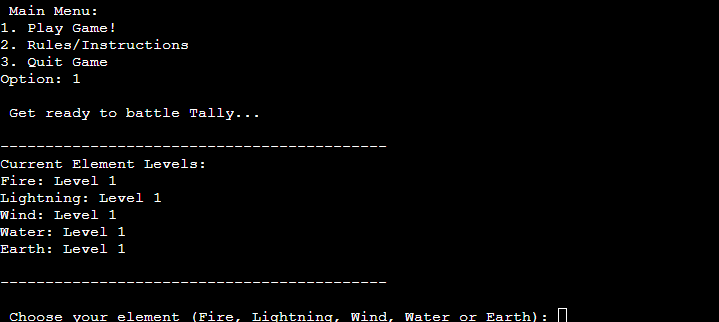 Main Menu:
1. Play Game!
2. Rules/Instructions
3. Quit Game
Option: 1
Get ready to battle Tally...
-------------------------------------------
Current Element Levels:
Fire: Level 1
Lightning: Level 1
Wind: Level 1
Water: Level 1
Earth: Level 1
-------------------------------------------
Choose your element (Fire, Lightning, Wind, Water or Earth):